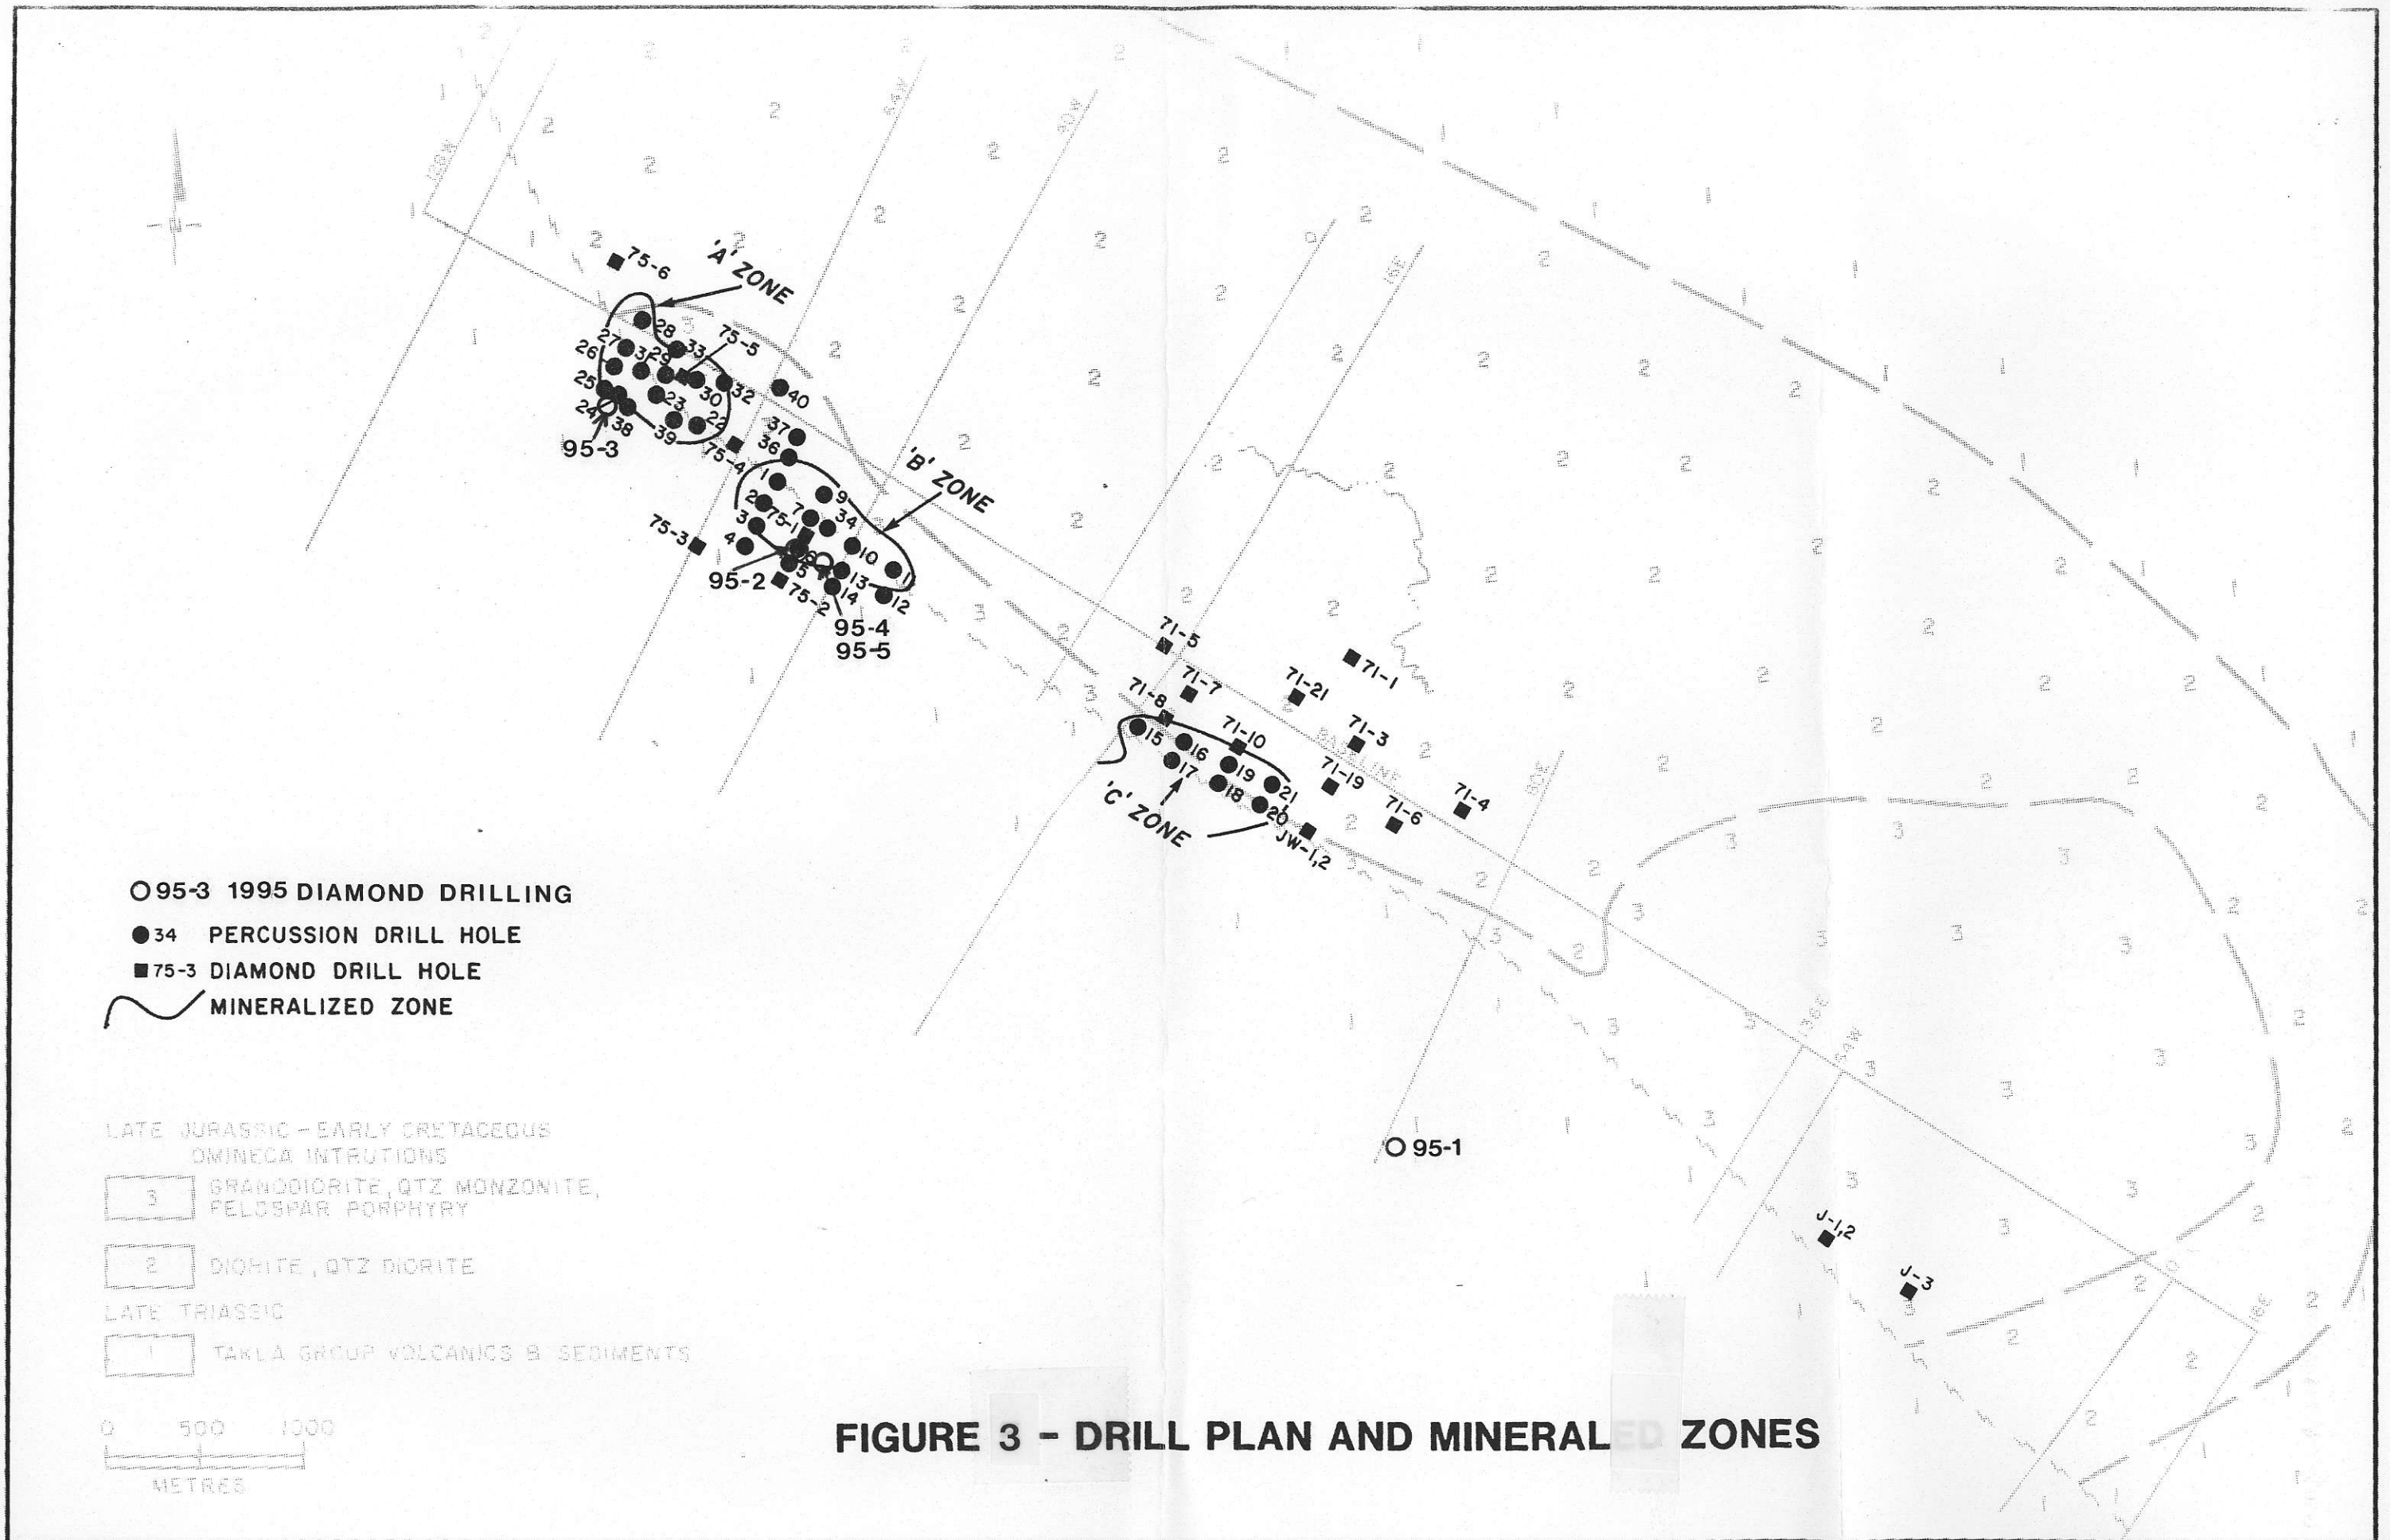 75-6
'A' ZONE
28
27
33
75-5
26
29
25
30
32
40
23
24
38
22
39
37
95-3
75-4
36
1
9
'B' ZONE
2
75-1
7
34
3
75-3
4
10
95-2
5
13
75-2
14
12
95-4
95-5
71-5
71-1
71-7
71-21
71-8
71-3
71-10
BASELINE
15
16
19
71-19
17
21
18
71-4
'C' ZONE
20
71-6
JW-1,2
O 95-3 1995 DIAMOND DRILLING
34 PERCUSSION DRILL HOLE
75-3 DIAMOND DRILL HOLE
MINERALIZED ZONE
95-1
LATE JURASSIC - EARLY CRETACEOUS
OMINECA INTRUTIONS
3 GRANODIORITE, QTZ MONZONITE,
FELDSPAR PORPHYRY
2 DIORITE, QTZ DIORITE
LATE TRIASSIC
1 TAKLA GROUP VOLCANICS & SEDIMENTS
J-1,2
J-3
0 500 1000
METRES
FIGURE 3 - DRILL PLAN AND MINERALED ZONES